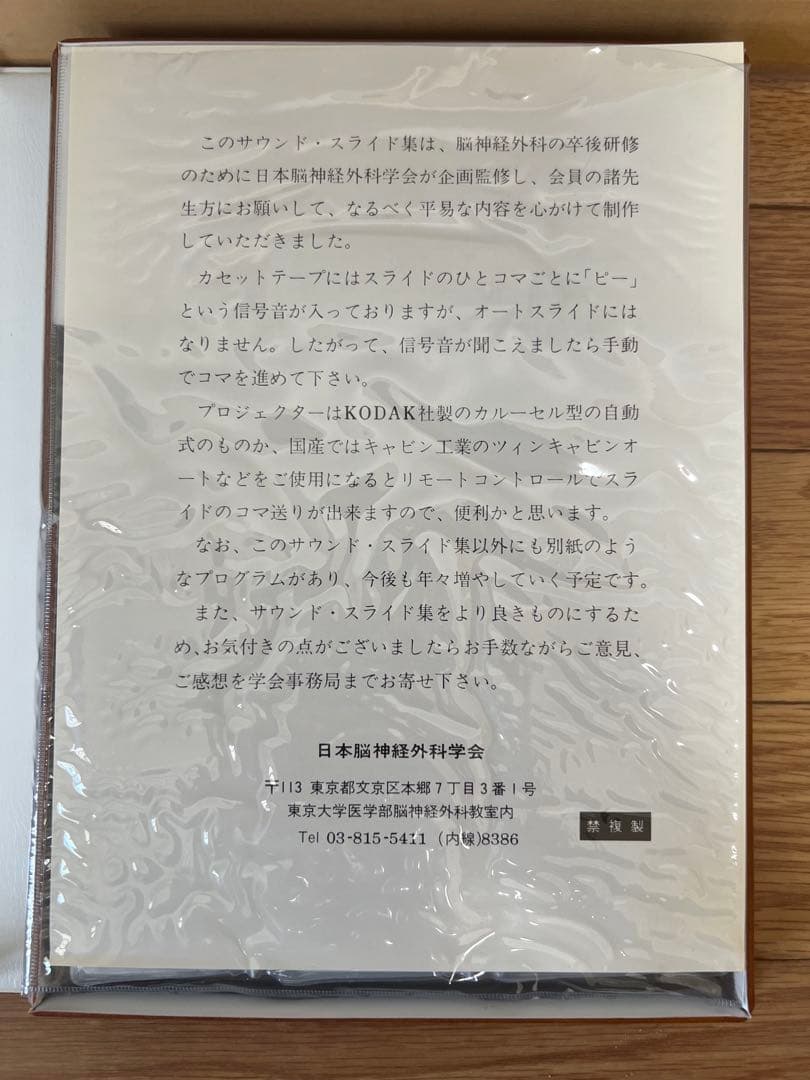 このサウンド・スライド集は、脳神経外科の卒後研修
のために日本脳神経外科学会が企画監修し、会員の諸先
生方にお願いして、なるべく平易な内容を心がけて制作
していただきました。
カセットテープにはスライドのひとコマごとに「ピー」
という信号音が入っておりますが、オートスライドには
なりません。したがって、信号音が聞こえましたら手動
でコマを進めて下さい。
プロジェクターはKODAK社製のカルーセル型の自動
式のものか、国産ではキャビン工業のツィンキャビンオ
ートなどをご使用になるとリモートコントロールでスラ
イドのコマ送りが出来ますので、便利かと思います。
なお、このサウンド・スライド集以外にも別紙のよう
なプログラムがあり、今後も年々増やしていく予定です。
また、サウンド・スライド集をより良きものにするた
め、お気付きの点がございましたらお手数ながらご意見、
ご感想を学会事務局までお寄せ下さい。
日本脳神経外科学会
〒113 東京都文京区本郷7丁目3番1号
東京大学医学部脳神経外科教室内
Tel 03-815-5411 (内線)8386
禁複製